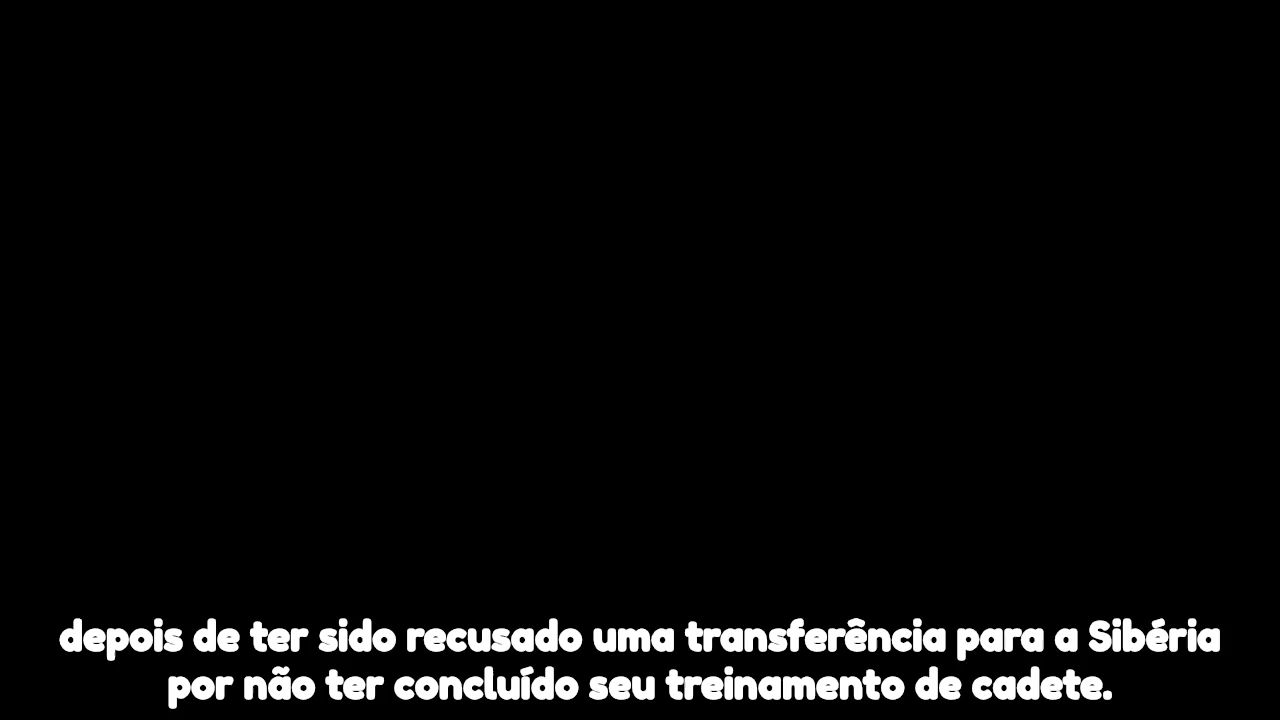 depois de ter sido recusado uma transferência para a Sibéria
por não ter concluído seu treinamento de cadete.